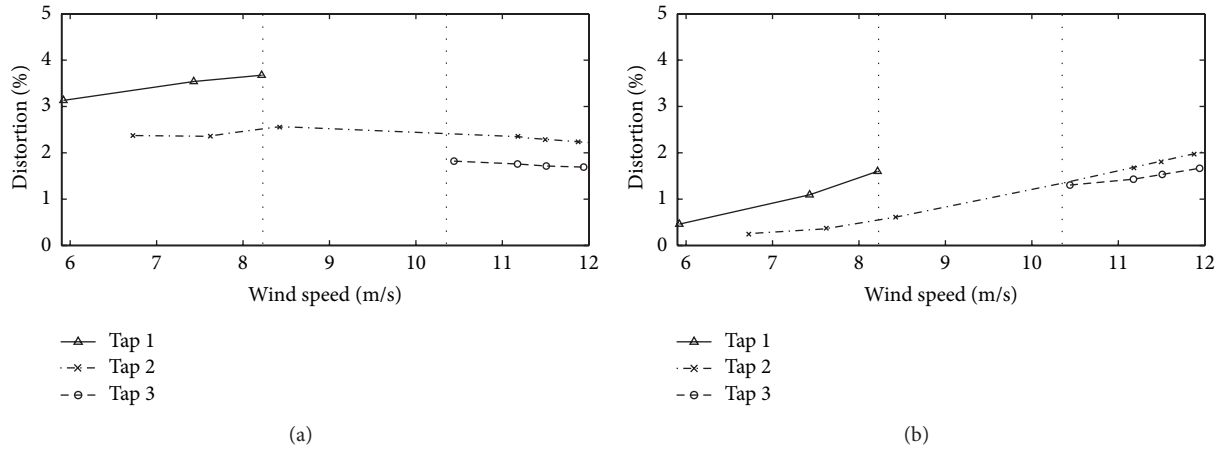 5
4
3
2
1
0
Distortion (%)
6 7 8 9 10 11 12
Wind speed (m/s)
Tap 1
Tap 2
Tap 3
(a)
5
4
3
2
1
0
Distortion (%)
6 7 8 9 10 11 12
Wind speed (m/s)
Tap 1
Tap 2
Tap 3
(b)